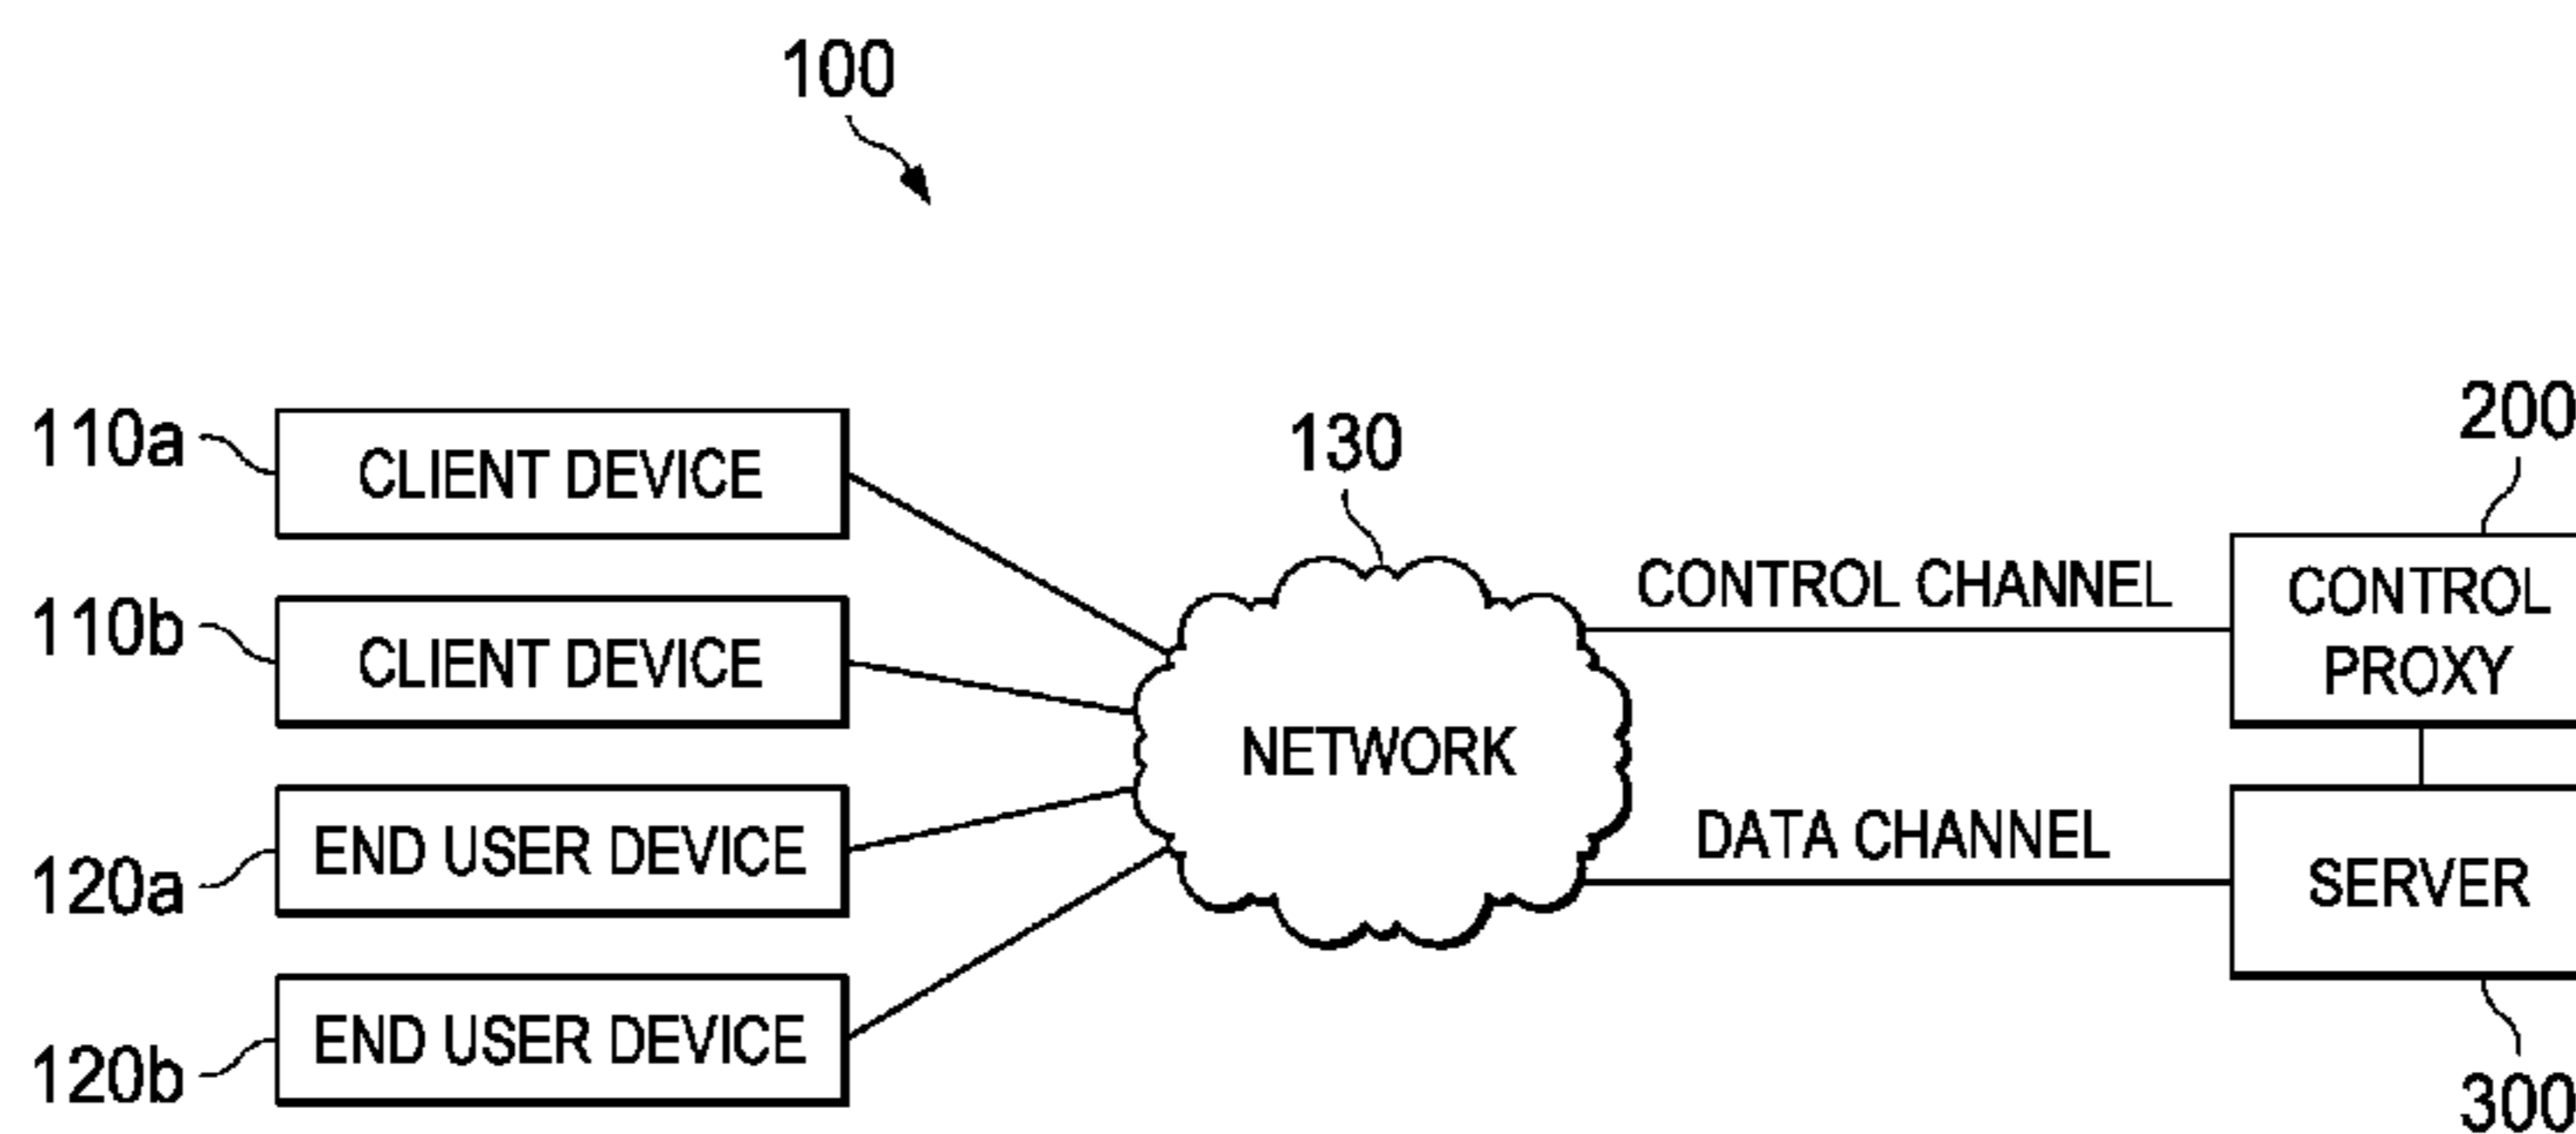 100
110a
CLIENT DEVICE
110b
CLIENT DEVICE
120a
END USER DEVICE
120b
END USER DEVICE
130
NETWORK
CONTROL CHANNEL
DATA CHANNEL
200
CONTROL
PROXY
SERVER
300